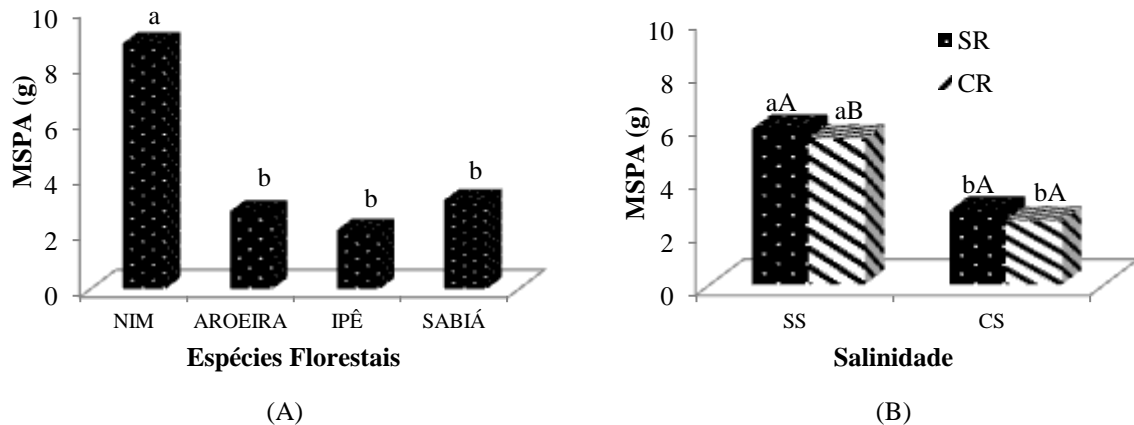 10
8
6
4
2
0
MSPA (g)
a
b
b
b
NIM
AROEIRA
IPÊ
SABIÁ
Espécies Florestais
(A)
10
8
6
4
2
0
MSPA (g)
SR
CR
aA
aB
bA
bA
SS
CS
Salinidade
(B)